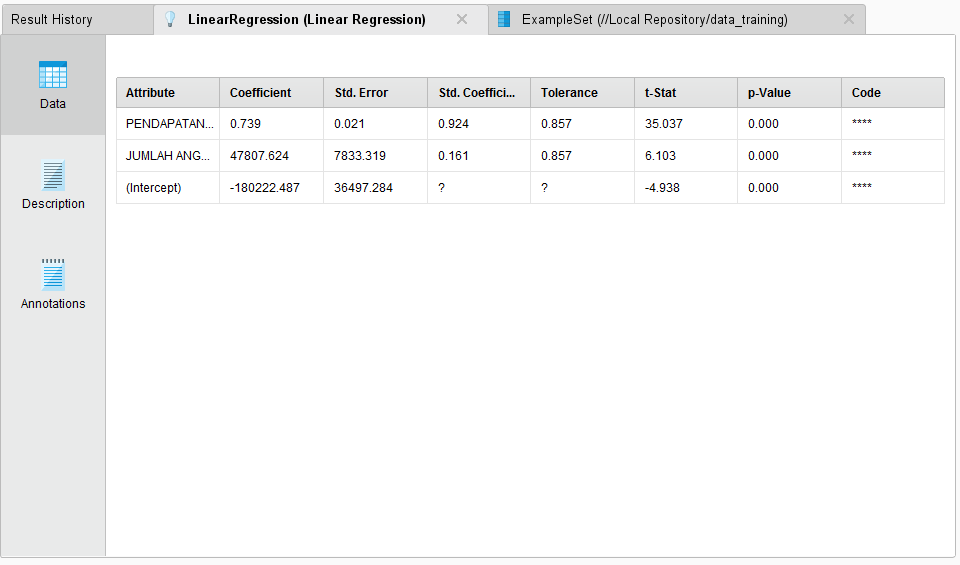 Result History LinearRegression (Linear Regression) ExampleSet (//Local Repository/data_training)
Data
Description
Annotations
Attribute Coefficient Std. Error Std. Coeffici... Tolerance t-Stat p-Value Code
PENDAPATAN... 0.739 0.021 0.924 0.857 35.037 0.000 ****
JUMLAH ANG... 47807.624 7833.319 0.161 0.857 6.103 0.000 ****
(Intercept) -180222.487 36497.284 ? ? -4.938 0.000 ****